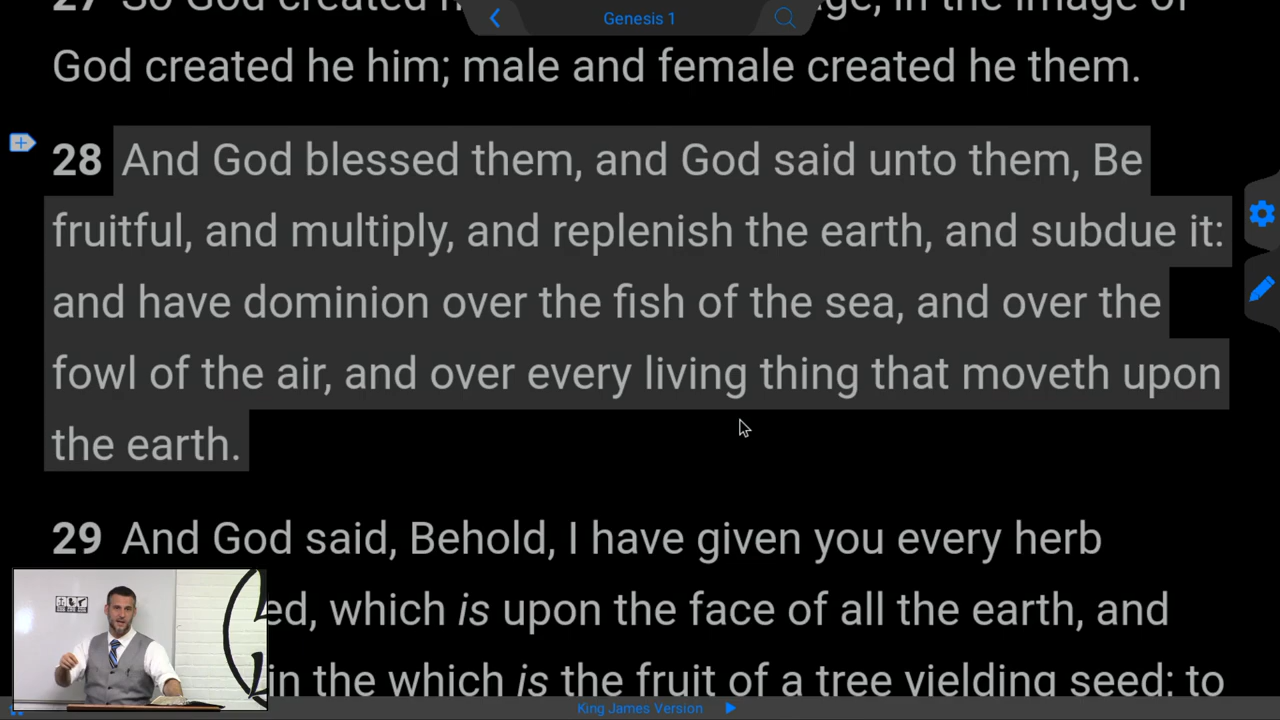 Genesis 1
God created he him; male and female created he them.
28 And God blessed them, and God said unto them, Be
fruitful, and multiply, and replenish the earth, and subdue it:
and have dominion over the fish of the sea, and over the
fowl of the air, and over every living thing that moveth upon
the earth.
29 And God said, Behold, I have given you every herb
ed, which is upon the face of all the earth, and
in the which is the fruit of a tree yielding seed; to
King James Version